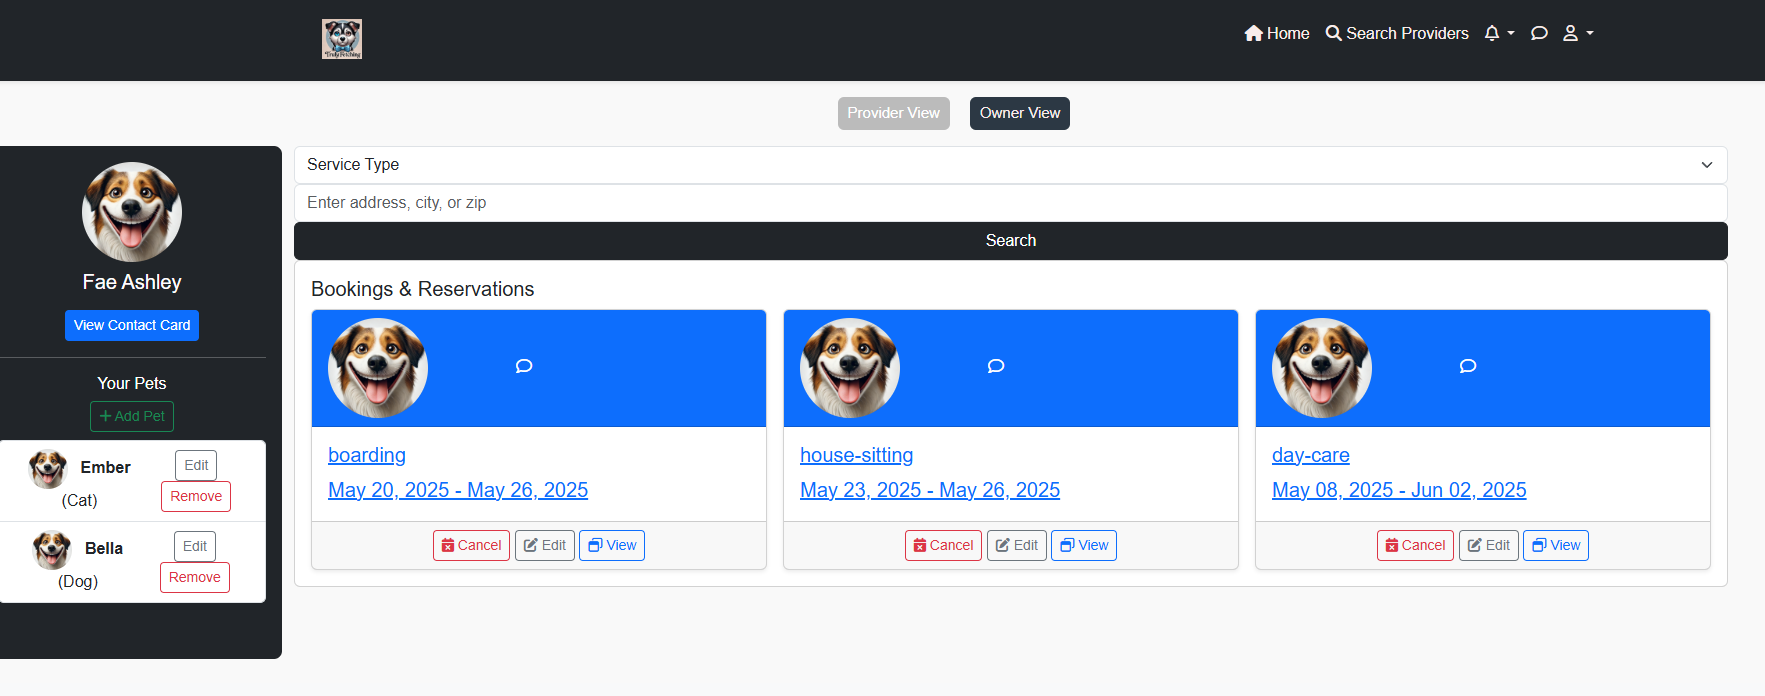 Truly Fetching
Home Search Providers
Provider View Owner View
Service Type
Enter address, city, or zip
Search
Fae Ashley
View Contact Card
Your Pets
+ Add Pet
Ember
(Cat)
Edit
Remove
Bella
(Dog)
Edit
Remove
Bookings & Reservations
boarding
May 20, 2025 - May 26, 2025
Cancel Edit View
house-sitting
May 23, 2025 - May 26, 2025
Cancel Edit View
day-care
May 08, 2025 - Jun 02, 2025
Cancel Edit View